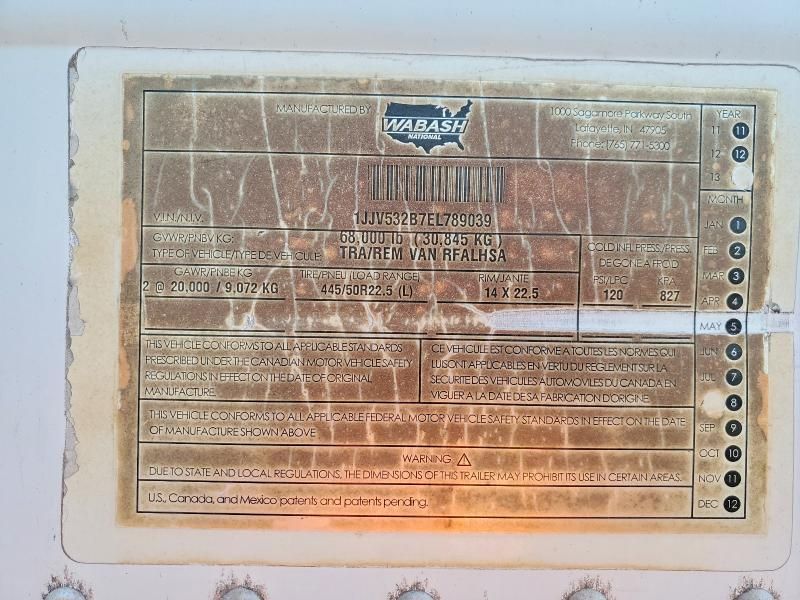 MANUFACTURED BY
WABASH
NATIONAL
1000 Sagamore Parkway South
Lafayette, IN 47905
Phone: (765) 771-5300
V.I.N./N.I.V.
1JJV532B7EL789039
GVWR/PNBV KG: 68,000 lb ( 30,845 KG )
TYPE OF VEHICLE/TYPE DE VEHICULE: TRA/REM VAN RFALHSA
GAWR/PNBE KG
2 @ 20,000 / 9,072 KG
TIRE/PNEU (LOAD RANGE)
445/50R22.5 (L)
RIM/JANTE
14 X 22.5
COLD INFL. PRESS./PRESS.
DE GONF. A FROID
PSI/LPC KPA
120 827
THIS VEHICLE CONFORMS TO ALL APPLICABLE STANDARDS
PRESCRIBED UNDER THE CANADIAN MOTOR VEHICLE SAFETY
REGULATIONS IN EFFECT ON THE DATE OF ORIGINAL
MANUFACTURE.
CE VEHICULE EST CONFORME A TOUTES LES NORMES QUI
LUI SONT APPLICABLES EN VERTU DU REGLEMENT SUR LA
SECURITE DES VEHICULES AUTOMOBILES DU CANADA EN
VIGUER A LA DATE DE SA FABRICATION D'ORIGINE.
THIS VEHICLE CONFORMS TO ALL APPLICABLE FEDERAL MOTOR VEHICLE SAFETY STANDARDS IN EFFECT ON THE DATE
OF MANUFACTURE SHOWN ABOVE
WARNING
DUE TO STATE AND LOCAL REGULATIONS, THE DIMENSIONS OF THIS TRAILER MAY PROHIBIT ITS USE IN CERTAIN AREAS.
U.S., Canada, and Mexico patents and patents pending.
YEAR
11 11
12 12
13
MONTH
JAN 1
FEB 2
MAR 3
APR 4
MAY 5
JUN 6
JUL 7
8
SEP 9
OCT 10
NOV 11
DEC 12